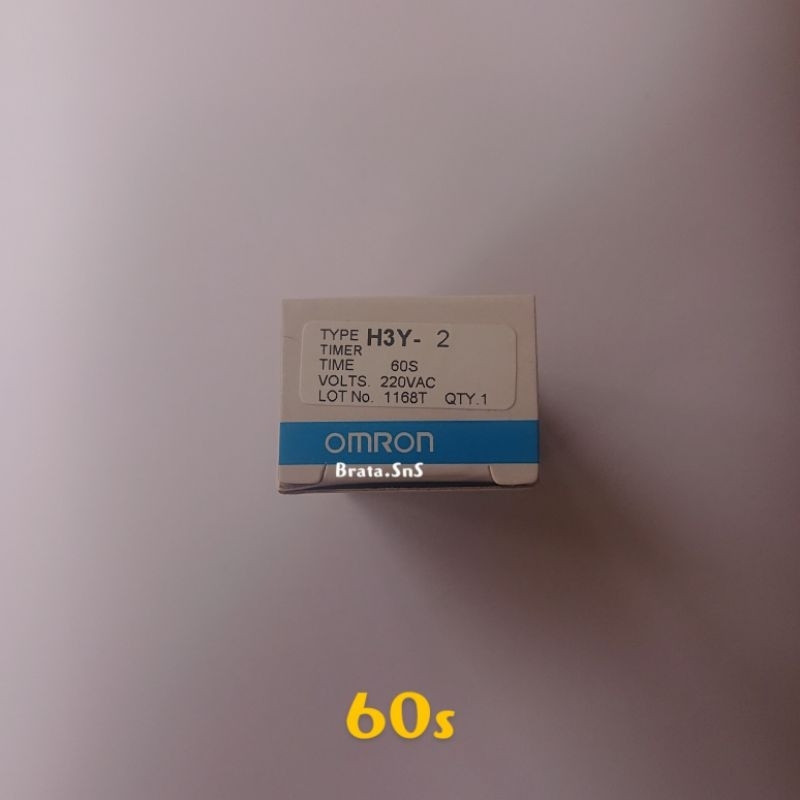 TYPE H3Y- 2
TIMER
TIME 60S
VOLTS. 220VAC
LOT No. 1168T QTY.1
OMRON
Brata.SnS
60s